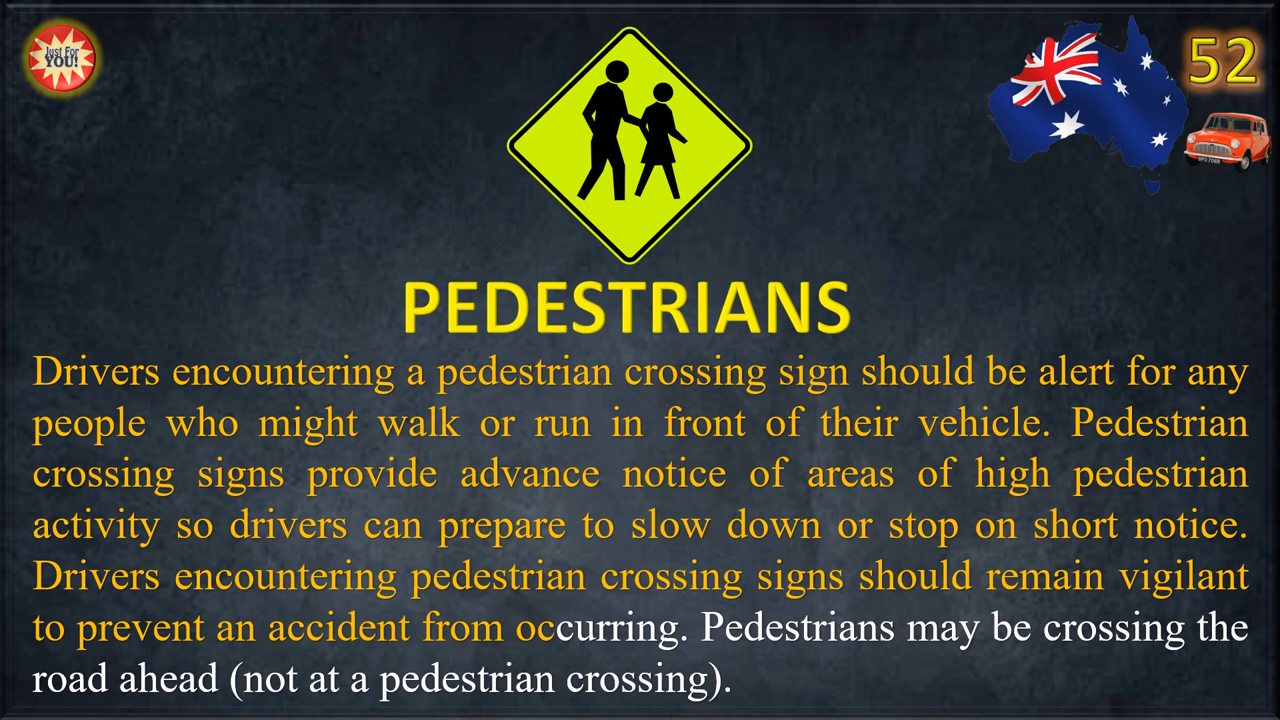 Just For
YOU!
52
PEDESTRIANS
Drivers encountering a pedestrian crossing sign should be alert for any
people who might walk or run in front of their vehicle. Pedestrian
crossing signs provide advance notice of areas of high pedestrian
activity so drivers can prepare to slow down or stop on short notice.
Drivers encountering pedestrian crossing signs should remain vigilant
to prevent an accident from occurring. Pedestrians may be crossing the
road ahead (not at a pedestrian crossing).